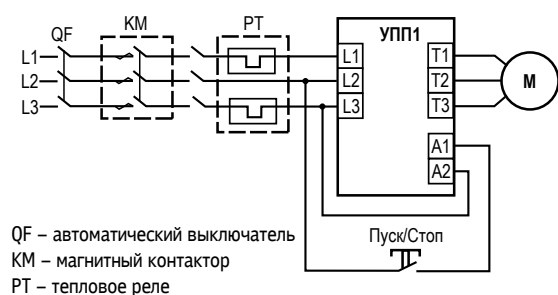 QF
KM
PT
УПП1
L1
L2
L3
L1
L2
L3
T1
T2
T3
A1
A2
M
Пуск/Стоп
QF – автоматический выключатель
KM – магнитный контактор
PT – тепловое реле